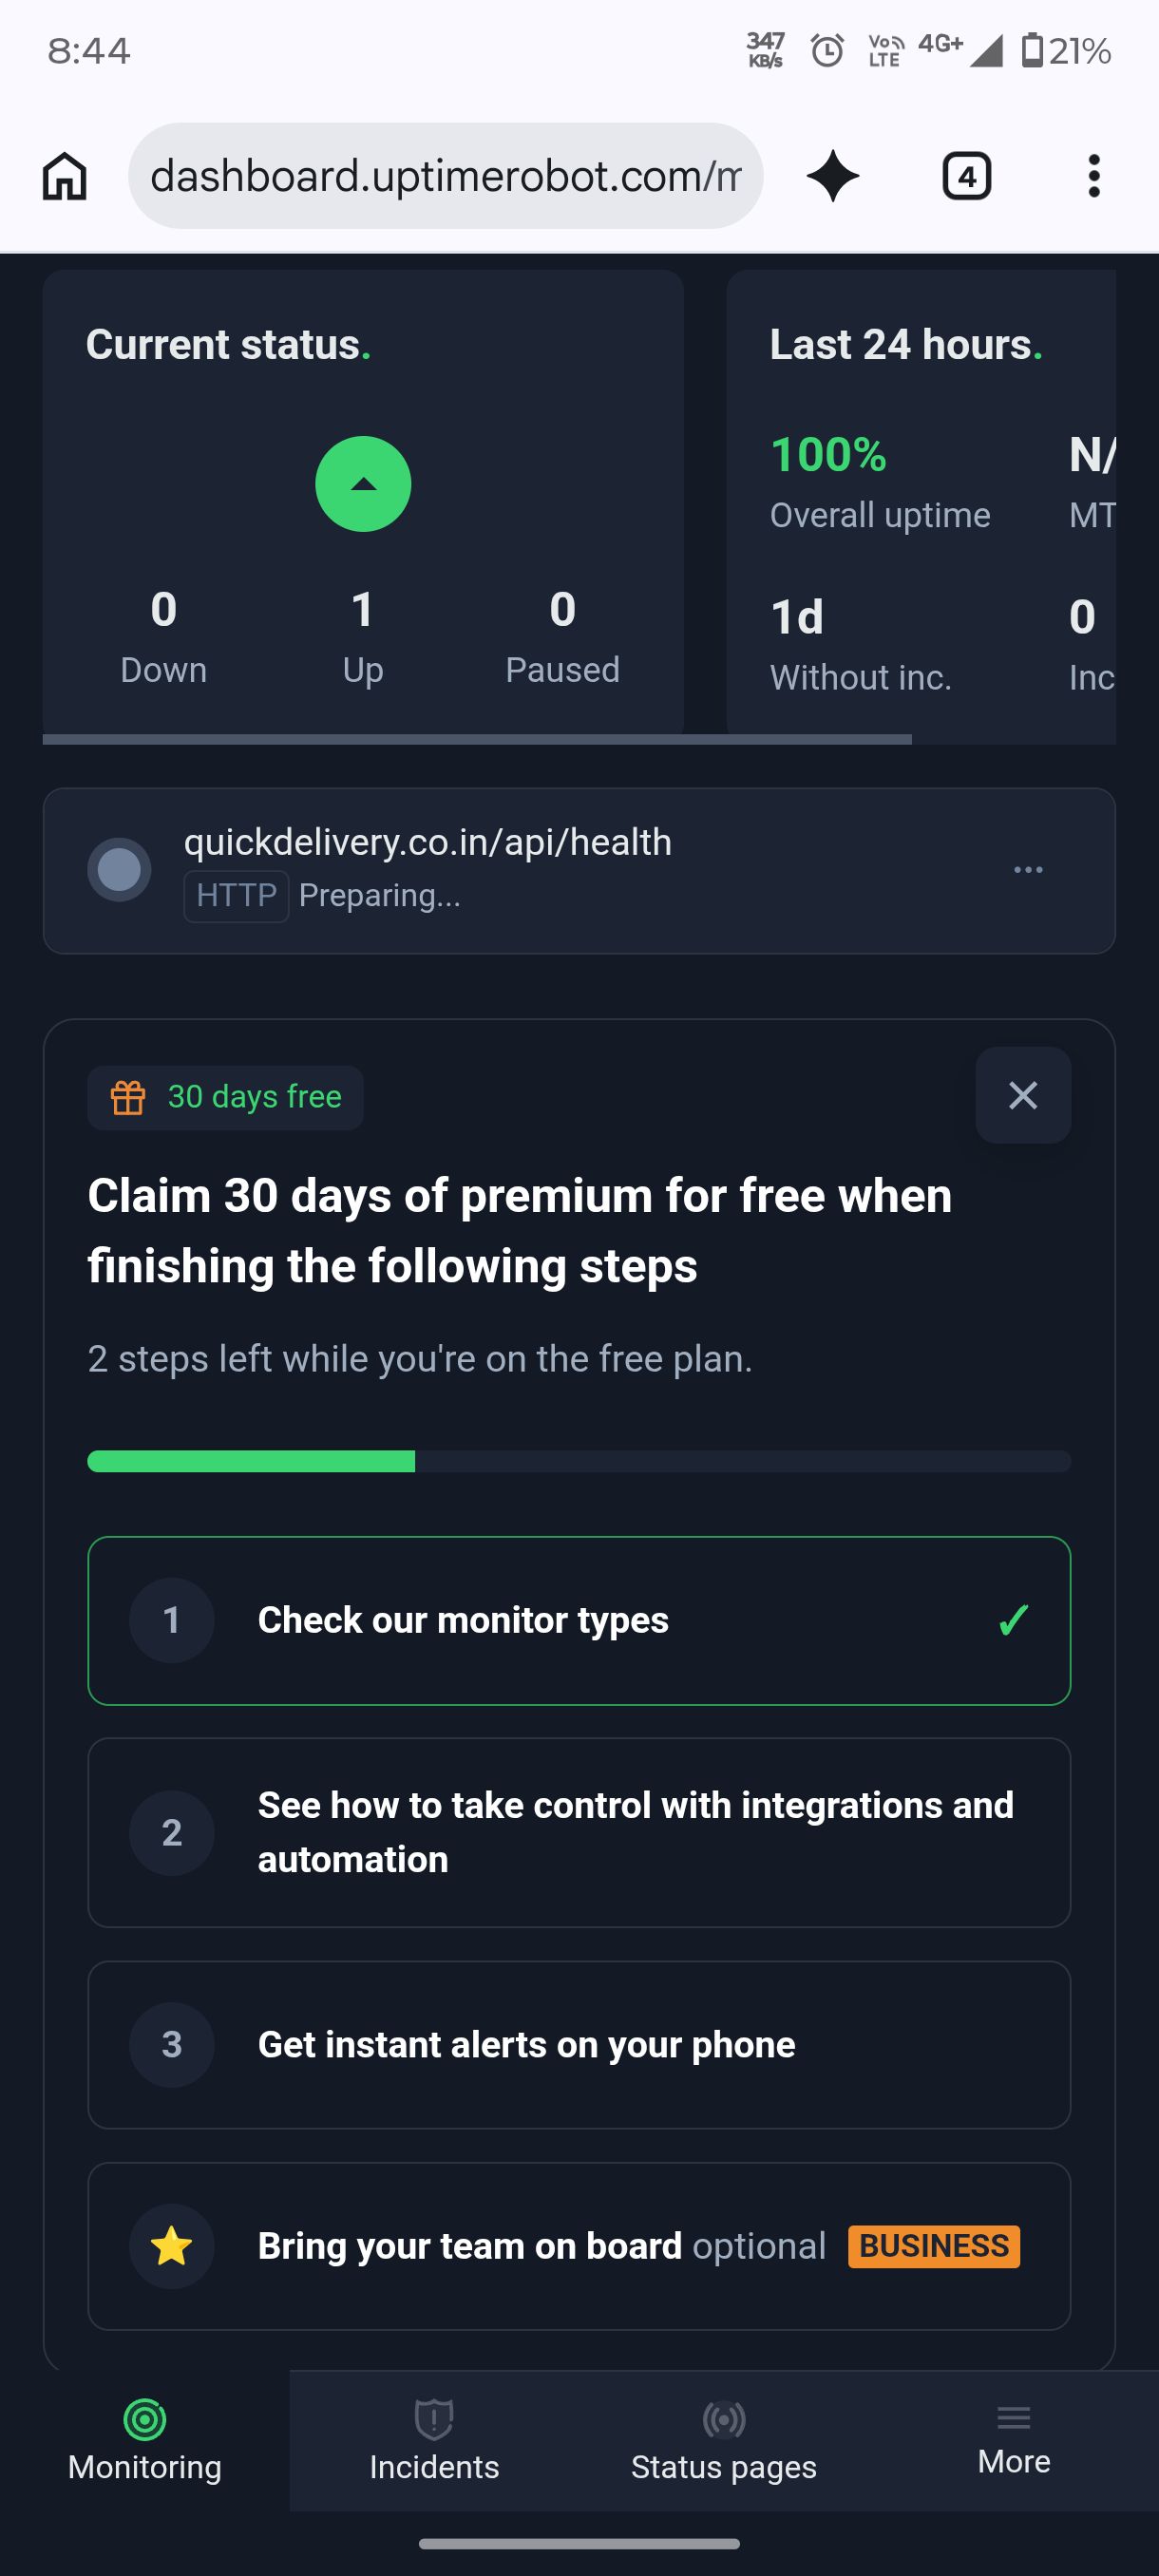 8:44
347
KB/s
Vo
LTE
4G+
21%
dashboard.uptimerobot.com/m
4
Current status.
0
1
0
Down
Up
Paused
Last 24 hours.
100%
N/
Overall uptime
MT
1d
0
Without inc.
Inc
quickdelivery.co.in/api/health
HTTP Preparing...
30 days free
Claim 30 days of premium for free when
finishing the following steps
2 steps left while you're on the free plan.
1
Check our monitor types
2
See how to take control with integrations and
automation
3
Get instant alerts on your phone
Bring your team on board optional BUSINESS
Monitoring
Incidents
Status pages
More